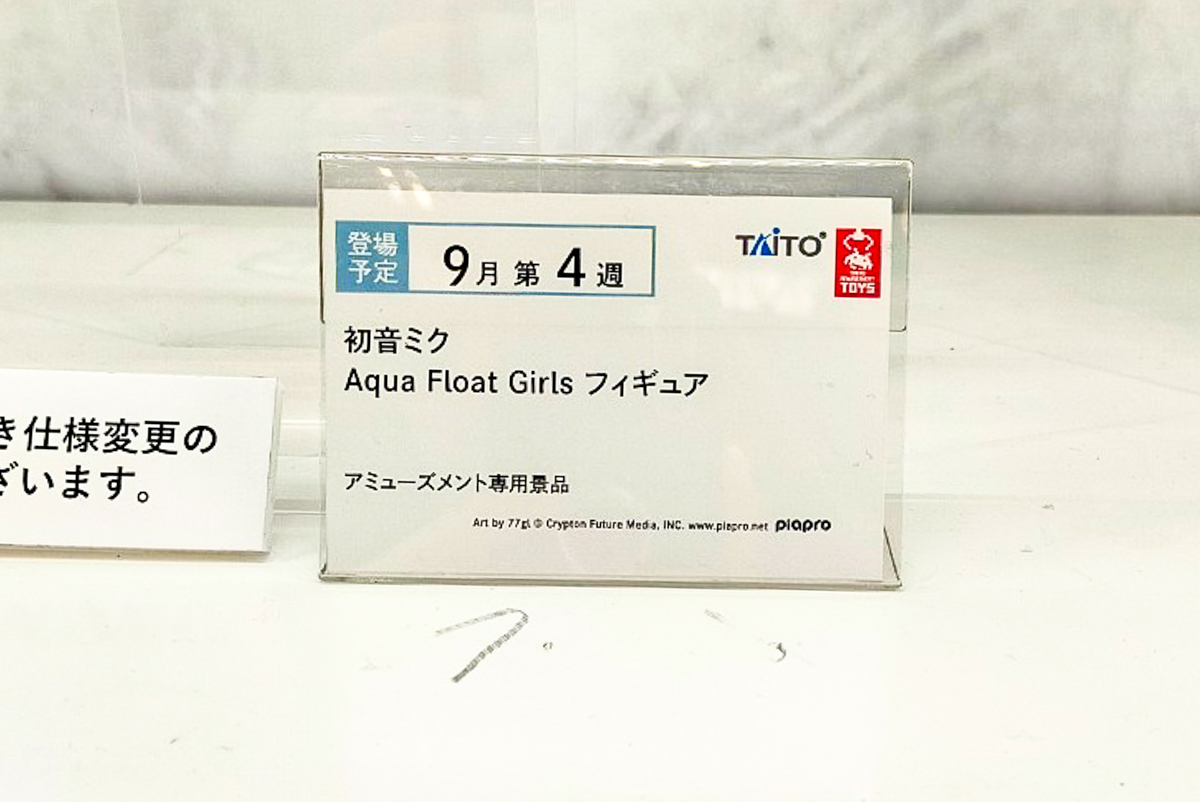 登場
予定
9月 第 4 週
TAITO
TOYS
初音ミク
Aqua Float Girls フィギュア
アミューズメント専用景品
Art by 77gl © Crypton Future Media, INC. www.piapro.net piapro
き仕様変更の
ざいます。